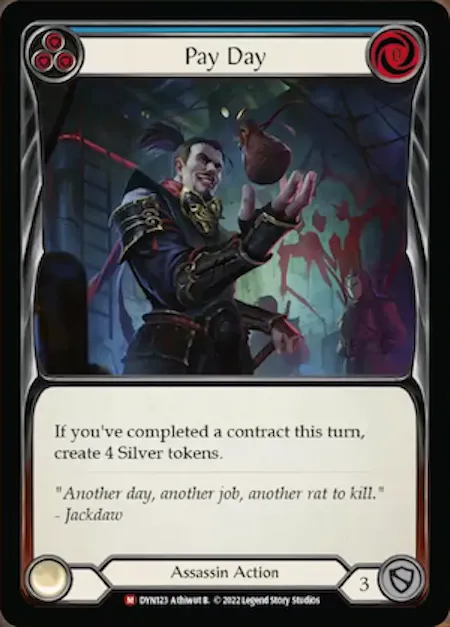 Pay Day
0
If you've completed a contract this turn,
create 4 Silver tokens.
"Another day, another job, another rat to kill."
- Jackdaw
Assassin Action
3
M DYN123 Athiwut B. © 2022 Legend Story Studios